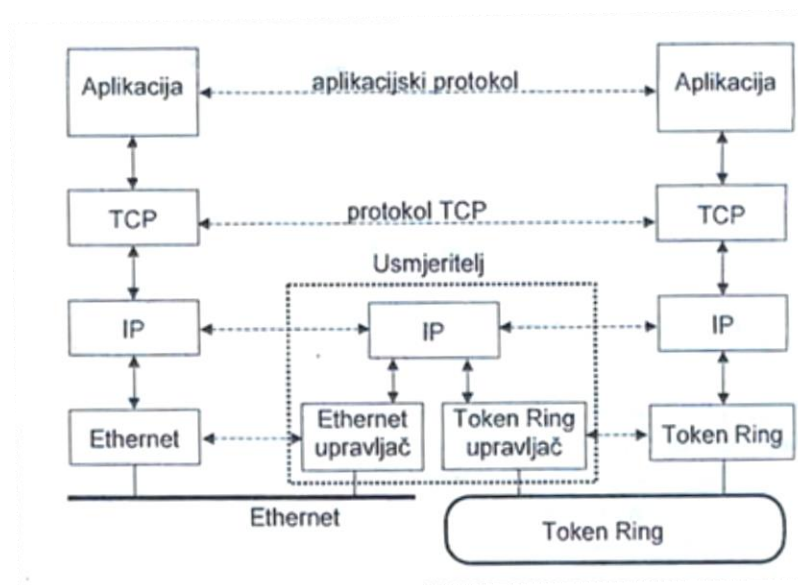 Aplikacija
aplikacijski protokol
Aplikacija
TCP
protokol TCP
TCP
Usmjeritelj
IP
IP
IP
Ethernet
Ethernet
upravljač
Token Ring
upravljač
Token Ring
Ethernet
Token Ring